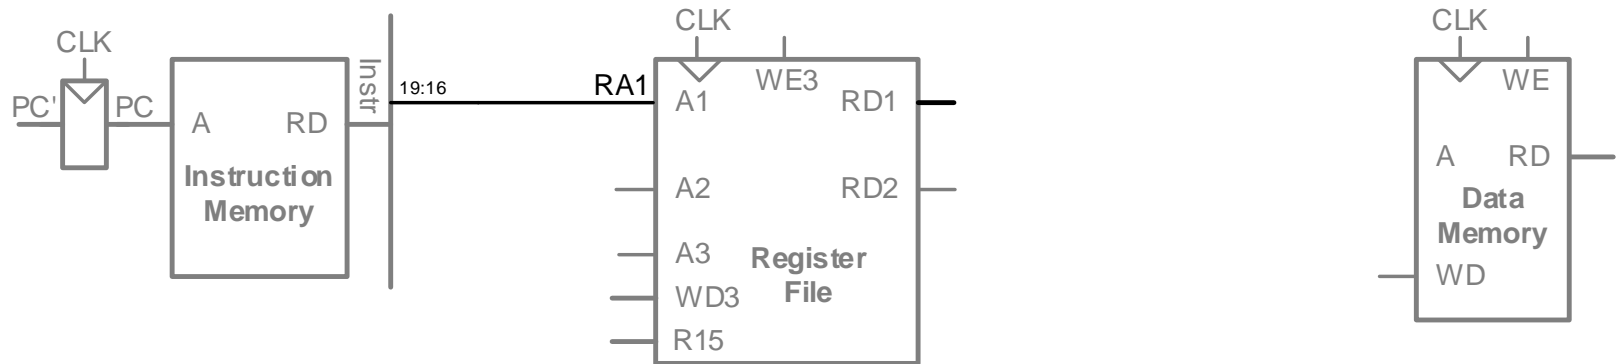 CLK
PC'
PC
A
RD
Instruction
Memory
Instr
19:16
RA1
CLK
WE3
A1
RD1
A2
RD2
A3
Register
File
WD3
R15
CLK
WE
A
RD
Data
Memory
WD